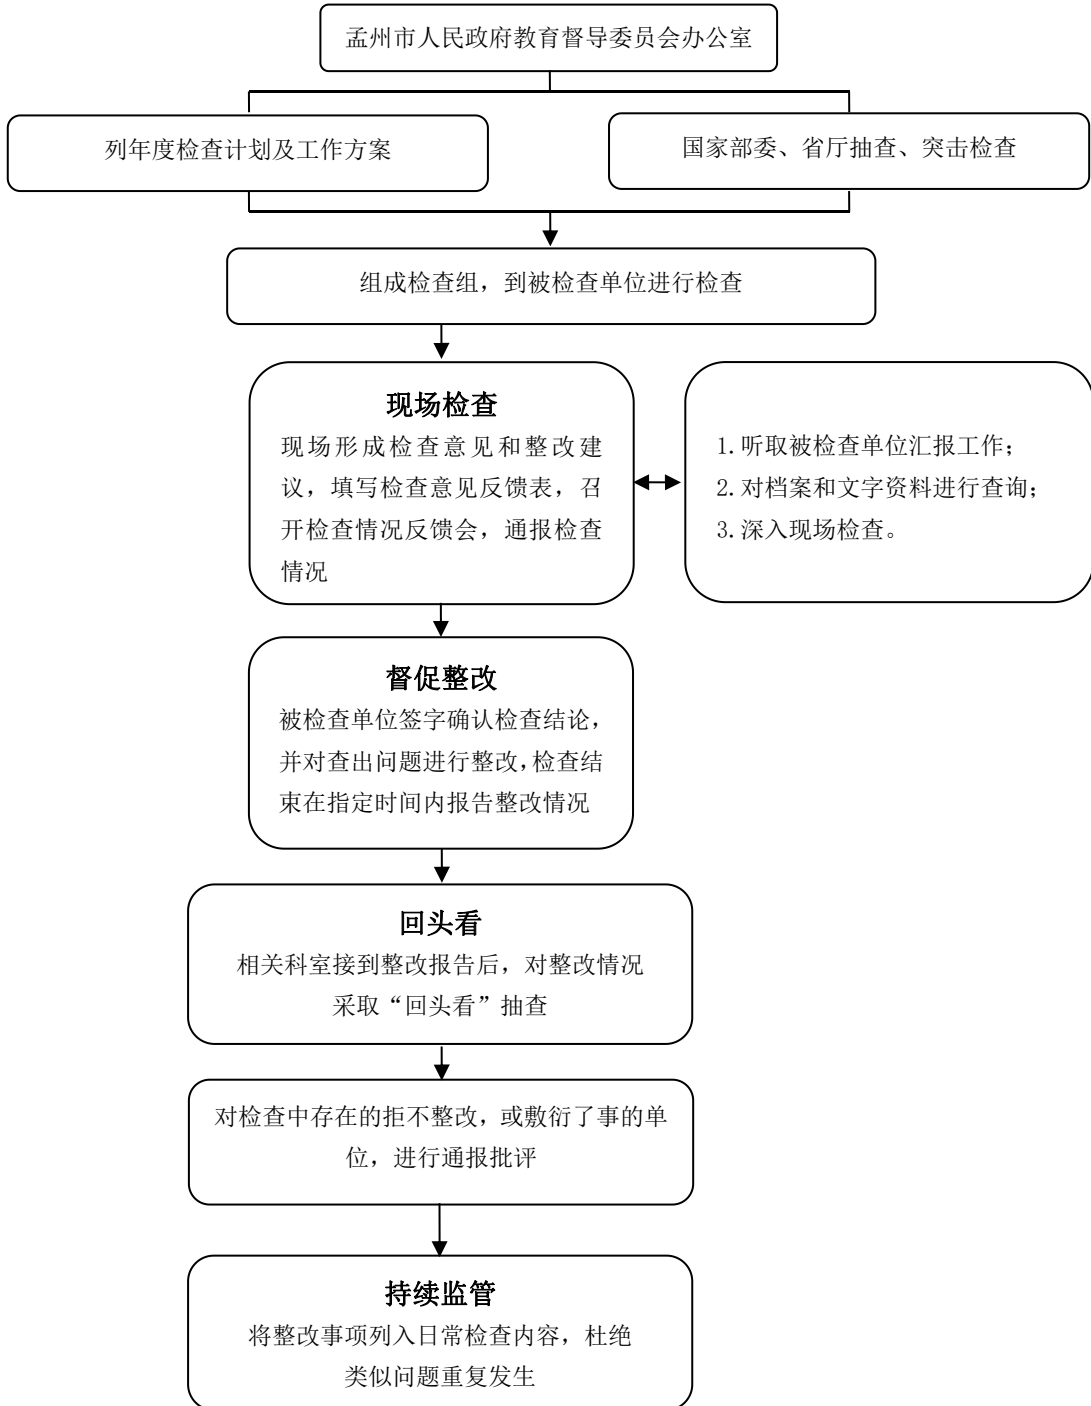 孟州市人民政府教育督导委员会办公室
列年度检查计划及工作方案
国家部委、省厅抽查、突击检查
组成检查组，到被检查单位进行检查
现场检查
现场形成检查意见和整改建
议，填写检查意见反馈表，召
开检查情况反馈会，通报检查
情况
1.听取被检查单位汇报工作；
2.对档案和文字资料进行查询；
3.深入现场检查。
督促整改
被检查单位签字确认检查结论，
并对查出问题进行整改，检查结
束在指定时间内报告整改情况
回头看
相关科室接到整改报告后，对整改情况
采取“回头看”抽查
对检查中存在的拒不整改，或敷衍了事的单
位，进行通报批评
持续监管
将整改事项列入日常检查内容，杜绝
类似问题重复发生